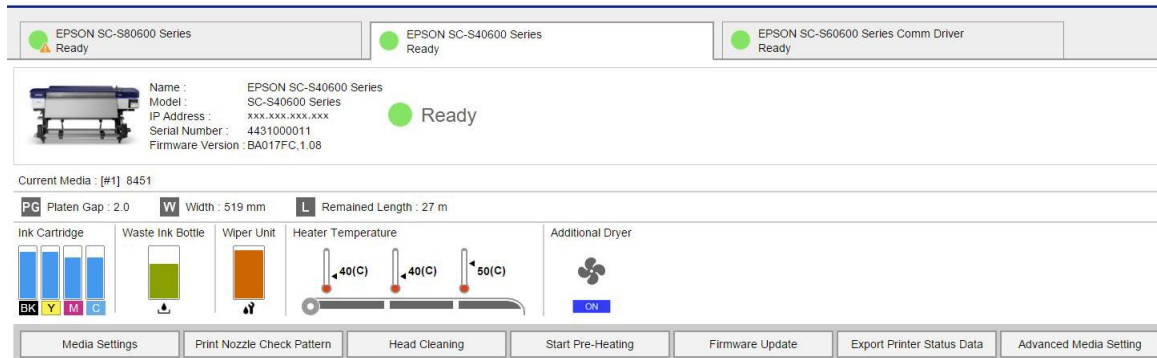 EPSON SC-S80600 Series
Ready
EPSON SC-S40600 Series
Ready
EPSON SC-S60600 Series Comm Driver
Ready
Name : EPSON SC-S40600 Series
Model : SC-S40600 Series
IP Address : xxx.xxx.xxx.xxx
Serial Number : 4431000011
Firmware Version : BA017FC,1.08
Ready
Current Media : [#1] 8451
PG Platen Gap : 2.0 W Width : 519 mm L Remained Length : 27 m
Ink Cartridge Waste Ink Bottle Wiper Unit Heater Temperature Additional Dryer
40(C) 40(C) 50(C)
BK Y M C
ON
Media Settings Print Nozzle Check Pattern Head Cleaning Start Pre-Heating Firmware Update Export Printer Status Data Advanced Media Setting